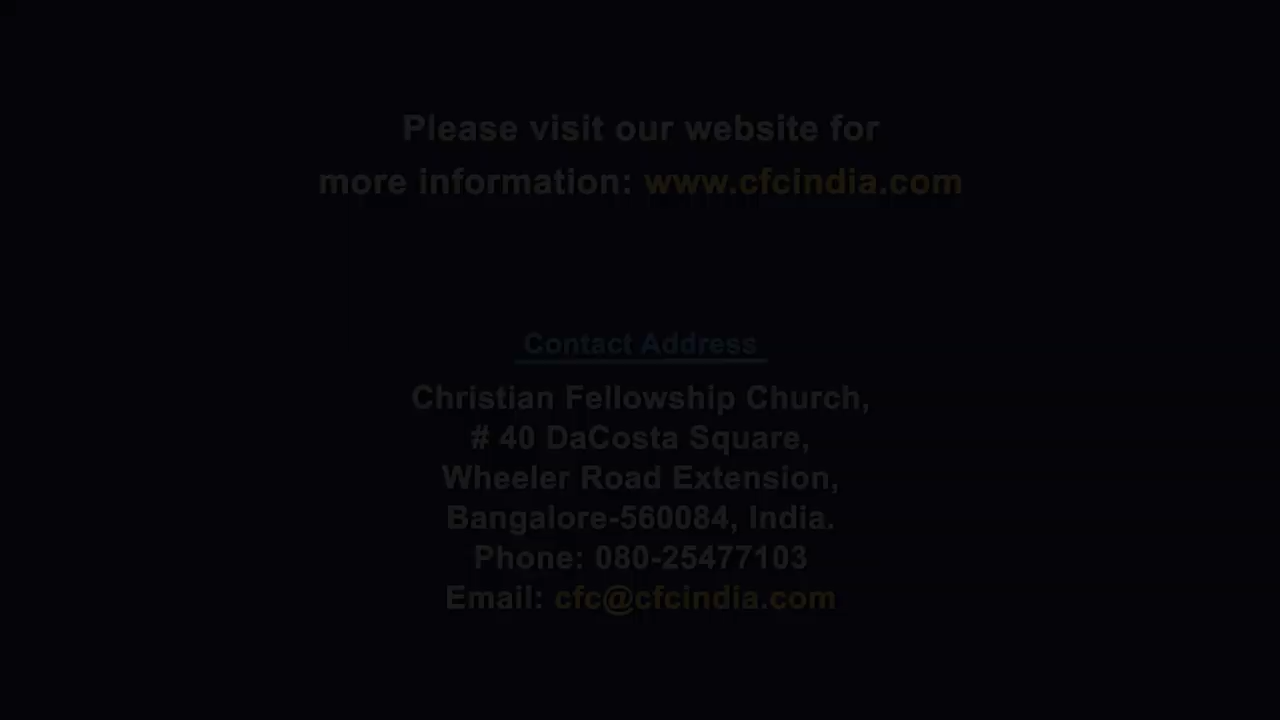 Please visit our website for
more information: www.cfcindia.com
Contact Address
Christian Fellowship Church,
# 40 DaCosta Square,
Wheeler Road Extension,
Bangalore-560084, India.
Phone: 080-25477103
Email: cfc@cfcindia.com